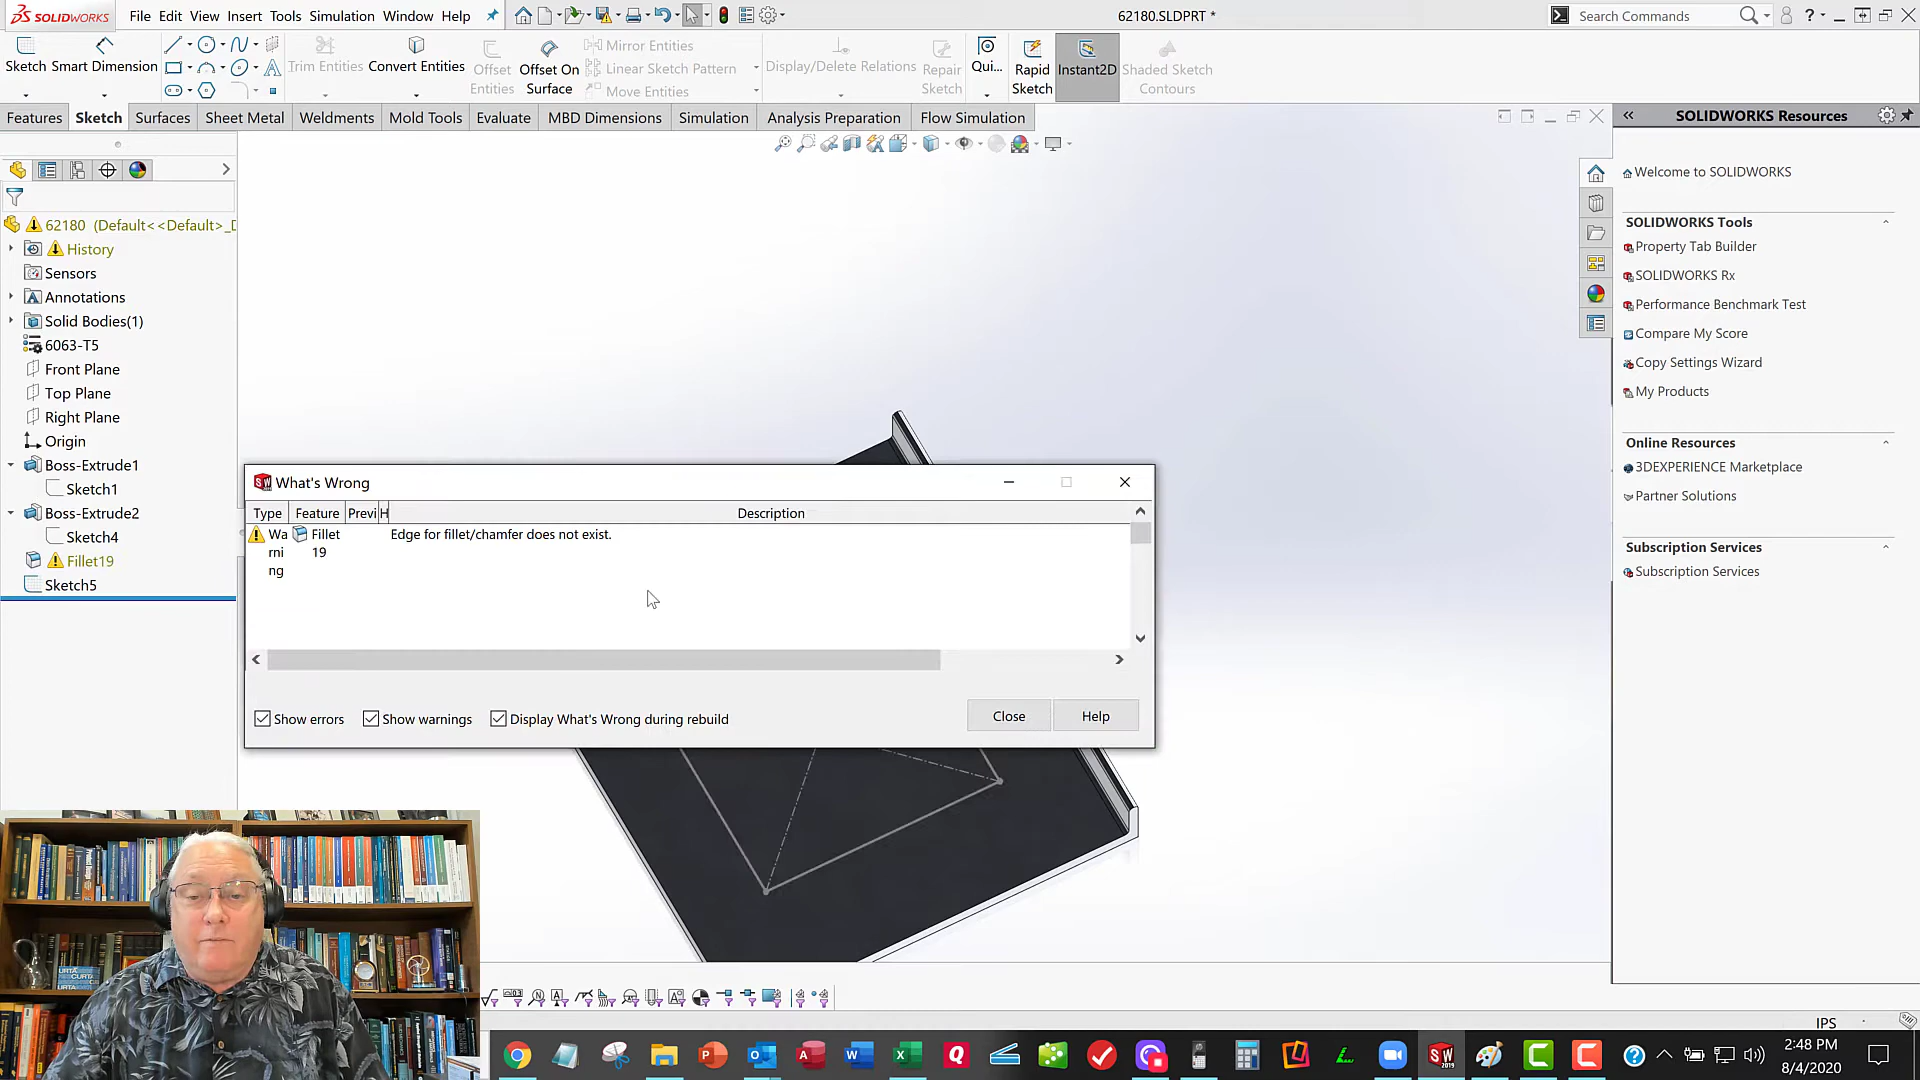 SOLIDWORKS File Edit View Insert Tools Simulation Window Help 62180.SLDPRT * Search Commands ?
Sketch Smart Dimension Trim Entities Convert Entities Offset Entities Offset On Surface Mirror Entities Linear Sketch Pattern Move Entities Display/Delete Relations Repair Sketch Qui... Rapid Sketch Instant2D Shaded Sketch Contours
Features Sketch Surfaces Sheet Metal Weldments Mold Tools Evaluate MBD Dimensions Simulation Analysis Preparation Flow Simulation
62180 (Default<<Default>_D
History
Sensors
Annotations
Solid Bodies(1)
6063-T5
Front Plane
Top Plane
Right Plane
Origin
Boss-Extrude1
Sketch1
Boss-Extrude2
Sketch4
Fillet19
Sketch5
What's Wrong
Type Feature Previ H Description
Wa Fillet Edge for fillet/chamfer does not exist.
rni 19
ng
Show errors Show warnings Display What's Wrong during rebuild Close Help
SOLIDWORKS Resources
Welcome to SOLIDWORKS
SOLIDWORKS Tools
Property Tab Builder
SOLIDWORKS Rx
Performance Benchmark Test
Compare My Score
Copy Settings Wizard
My Products
Online Resources
3DEXPERIENCE Marketplace
Partner Solutions
Subscription Services
Subscription Services
IPS
2:48 PM
8/4/2020